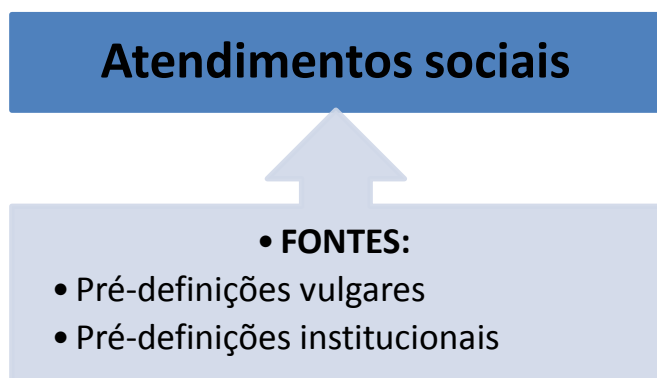 Atendimentos sociais
• FONTES:
• Pré-definições vulgares
• Pré-definições institucionais